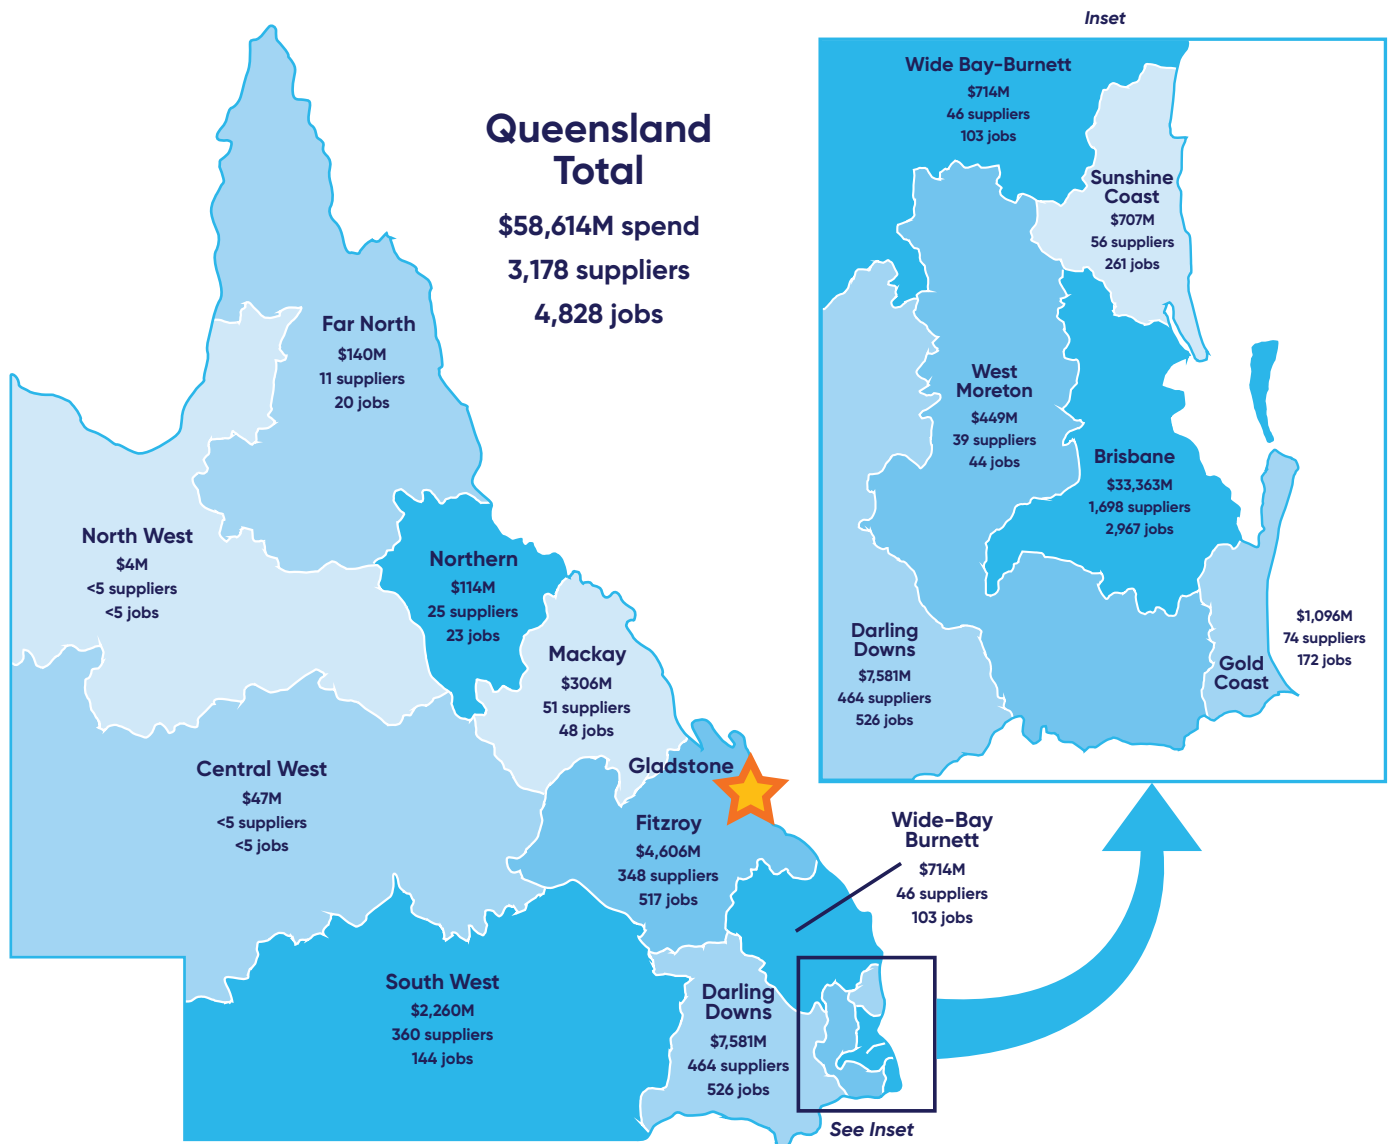 Queensland
Total
$58,614M spend
3,178 suppliers
4,828 jobs
Far North
$140M
11 suppliers
20 jobs
North West
$4M
<5 suppliers
<5 jobs
Northern
$114M
25 suppliers
23 jobs
Mackay
$306M
51 suppliers
48 jobs
Central West
$47M
<5 suppliers
<5 jobs
Gladstone
Fitzroy
$4,606M
348 suppliers
517 jobs
Wide-Bay
Burnett
$714M
46 suppliers
103 jobs
South West
$2,260M
360 suppliers
144 jobs
Darling
Downs
$7,581M
464 suppliers
526 jobs
See Inset
Inset
Wide Bay-Burnett
$714M
46 suppliers
103 jobs
Sunshine
Coast
$707M
56 suppliers
261 jobs
West
Moreton
$449M
39 suppliers
44 jobs
Brisbane
$33,363M
1,698 suppliers
2,967 jobs
Darling
Downs
$7,581M
464 suppliers
526 jobs
Gold
Coast
$1,096M
74 suppliers
172 jobs